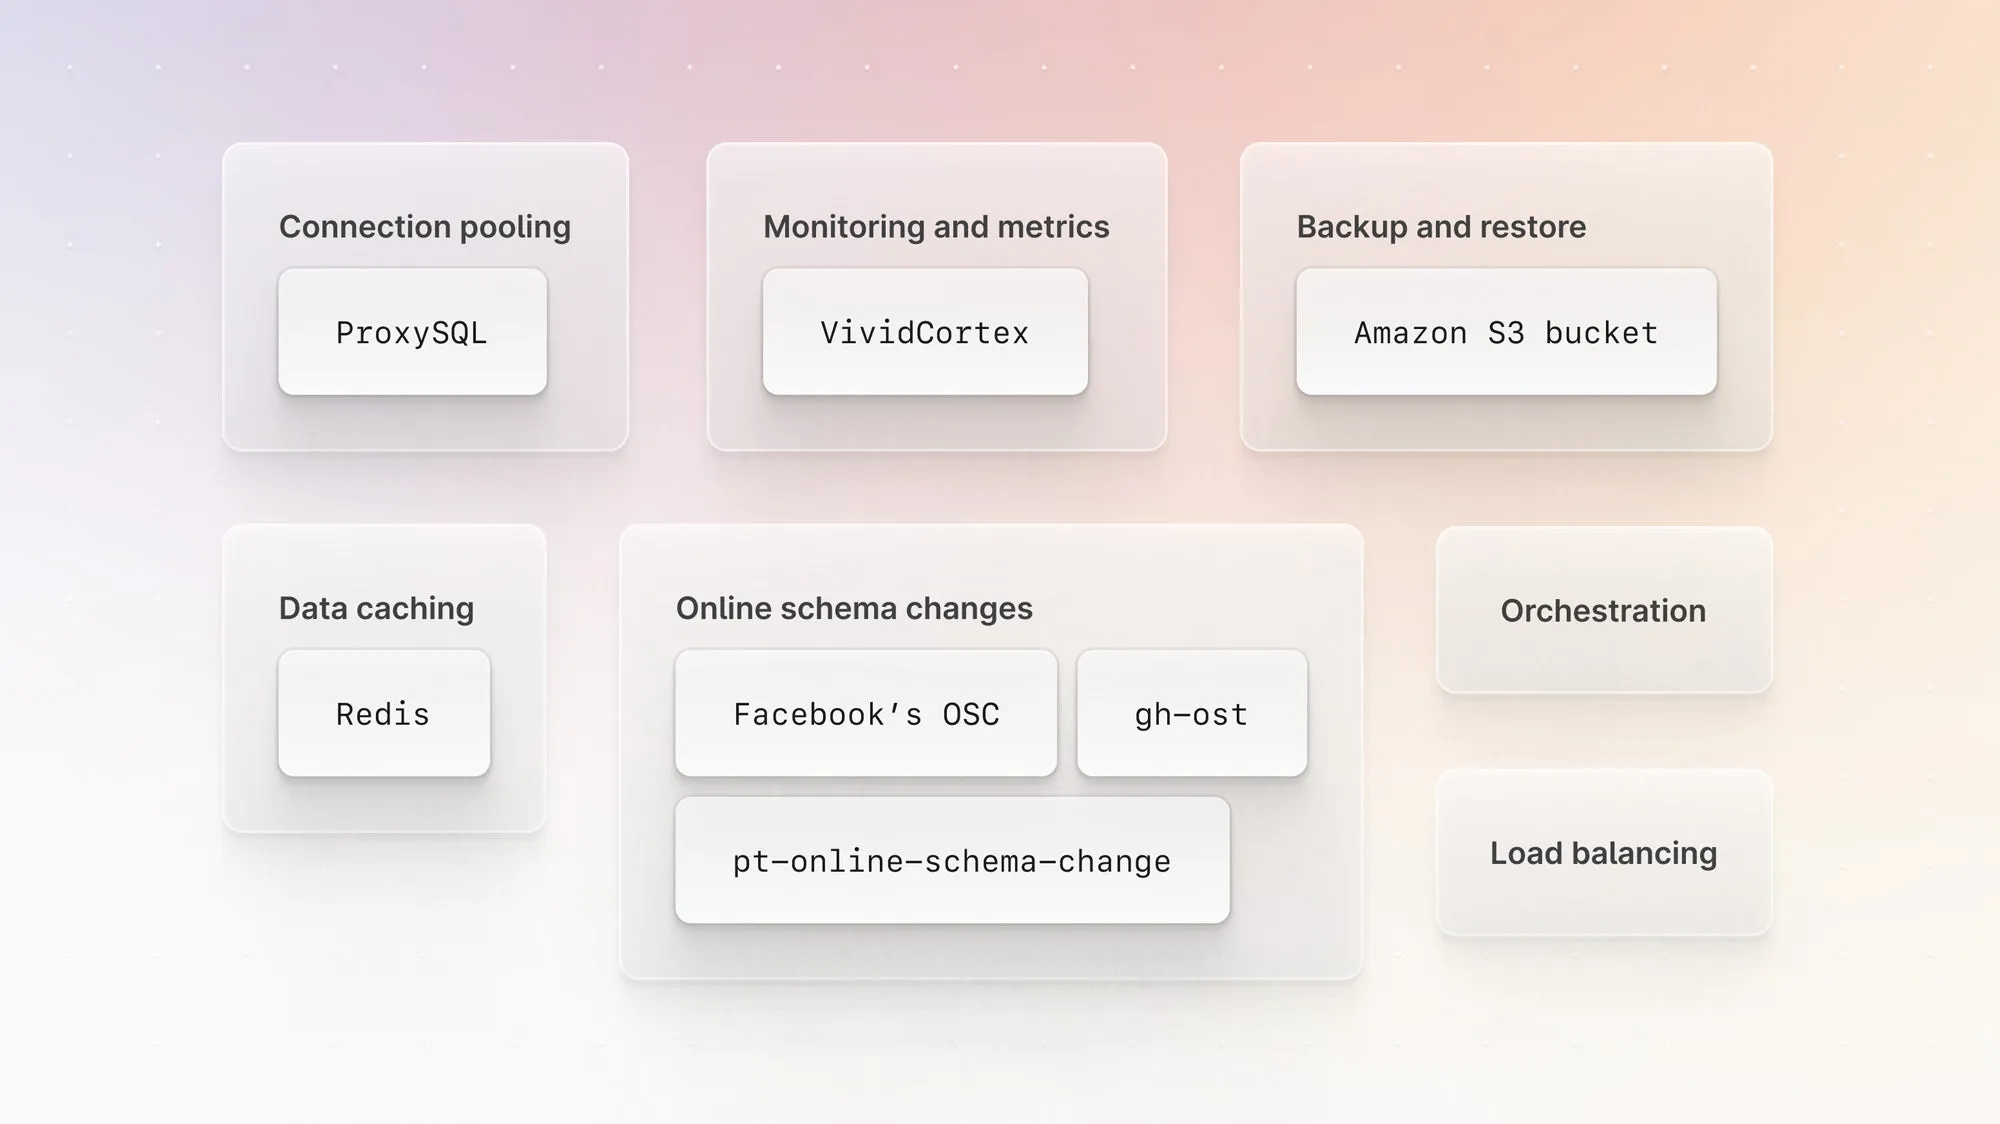 Connection pooling
ProxySQL
Monitoring and metrics
VividCortex
Backup and restore
Amazon S3 bucket
Data caching
Redis
Online schema changes
Facebook’s OSC
gh-ost
pt-online-schema-change
Orchestration
Load balancing